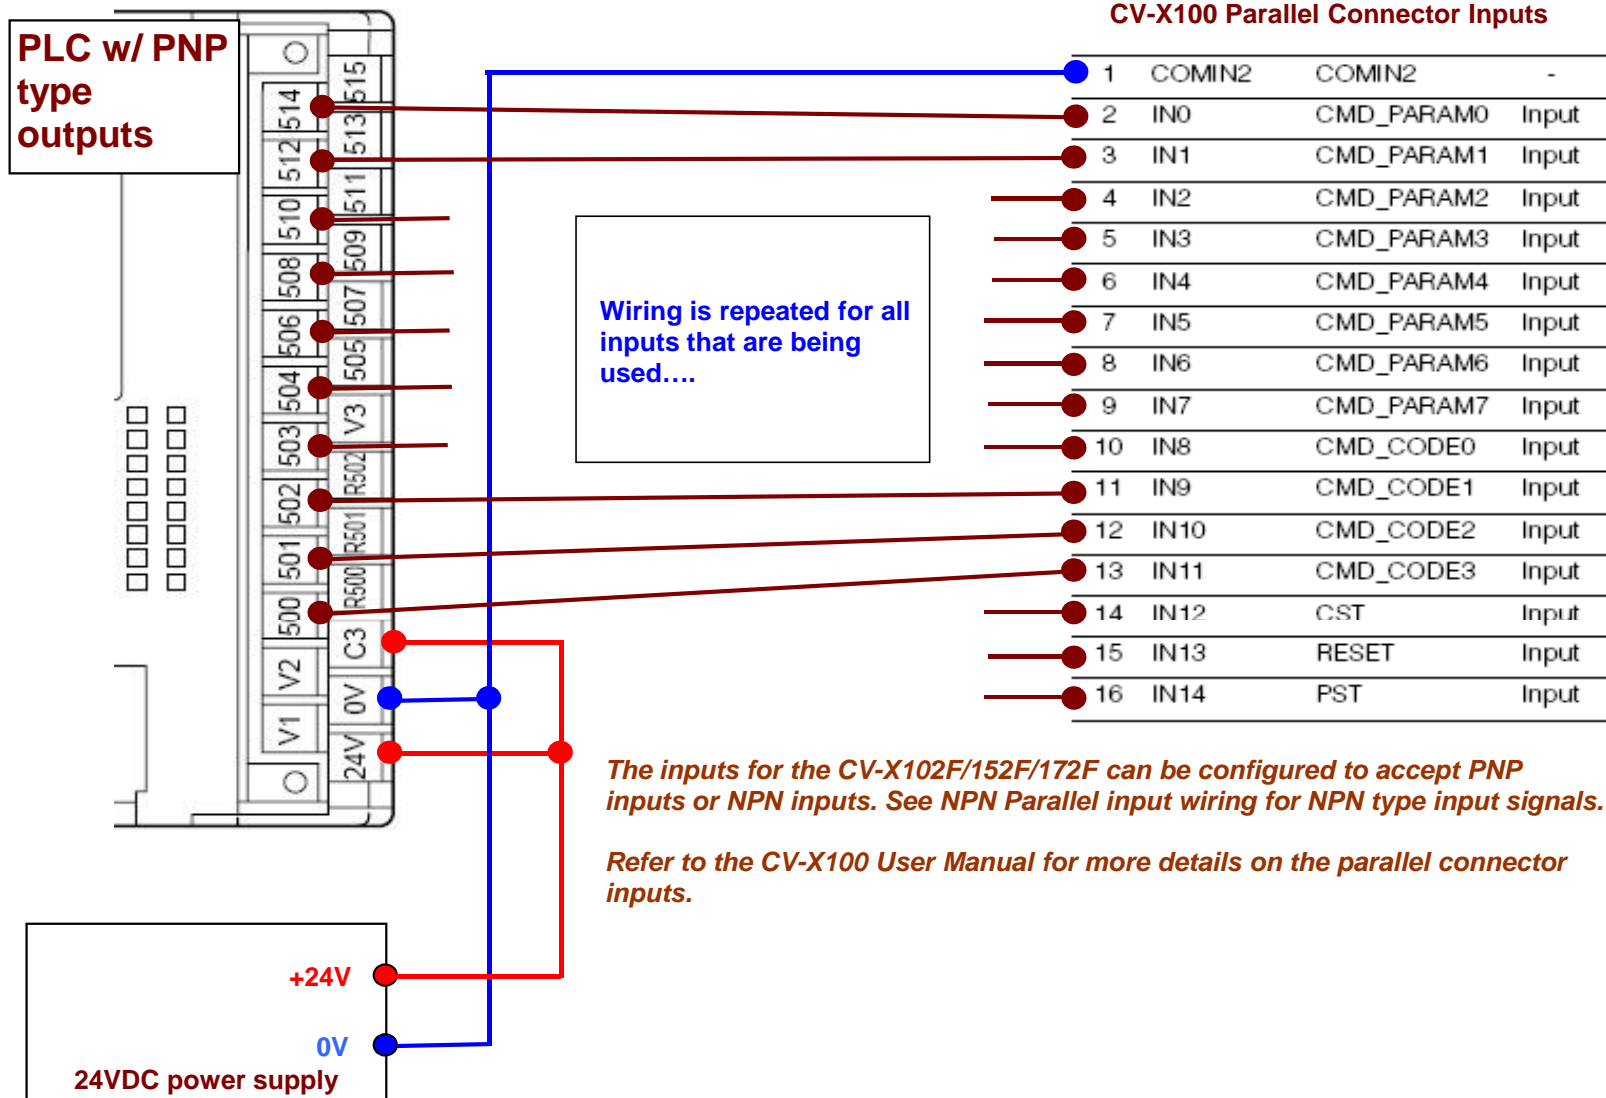 CV-X100 Parallel Connector Inputs
PLC w/ PNP
type
outputs
515
514
513
512
511
510
509
508
507
506
505
504
V3
503
R502
502
R501
501
R500
500
C3
V2
0V
V1
24V
1 COMIN2 COMIN2 -
2 IN0 CMD_PARAM0 Input
3 IN1 CMD_PARAM1 Input
4 IN2 CMD_PARAM2 Input
5 IN3 CMD_PARAM3 Input
6 IN4 CMD_PARAM4 Input
7 IN5 CMD_PARAM5 Input
8 IN6 CMD_PARAM6 Input
9 IN7 CMD_PARAM7 Input
10 IN8 CMD_CODE0 Input
11 IN9 CMD_CODE1 Input
12 IN10 CMD_CODE2 Input
13 IN11 CMD_CODE3 Input
14 IN12 CST Input
15 IN13 RESET Input
16 IN14 PST Input
Wiring is repeated for all
inputs that are being
used....
The inputs for the CV-X102F/152F/172F can be configured to accept PNP
inputs or NPN inputs. See NPN Parallel input wiring for NPN type input signals.
Refer to the CV-X100 User Manual for more details on the parallel connector
inputs.
+24V
0V
24VDC power supply